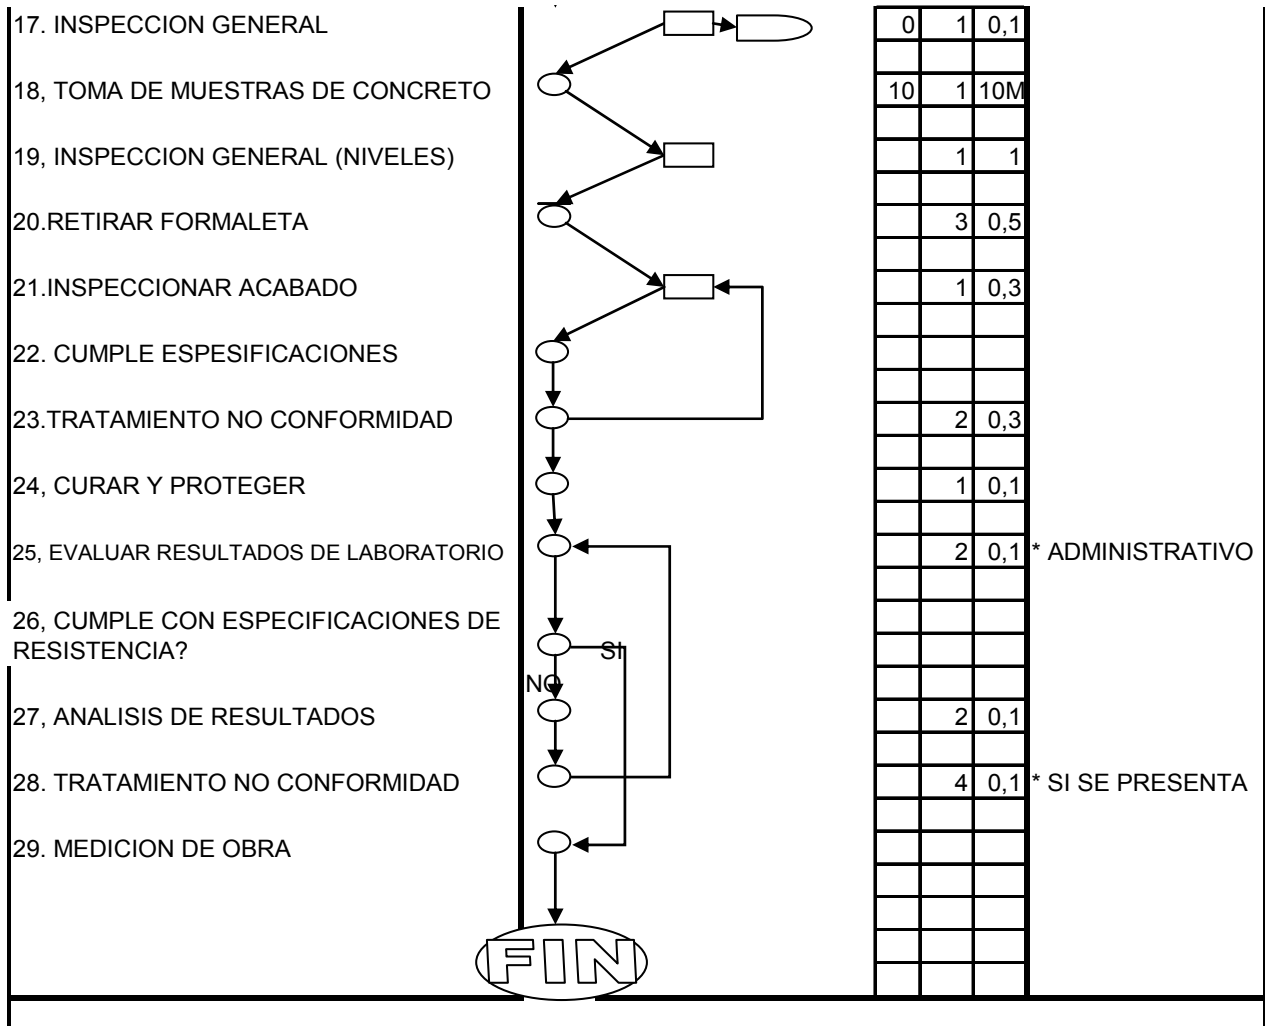 17. INSPECCION GENERAL 0 1 0,1
18, TOMA DE MUESTRAS DE CONCRETO 10 1 10M
19, INSPECCION GENERAL (NIVELES) 1 1
20.RETIRAR FORMALETA 3 0,5
21.INSPECCIONAR ACABADO 1 0,3
22. CUMPLE ESPESIFICACIONES
23.TRATAMIENTO NO CONFORMIDAD 2 0,3
24, CURAR Y PROTEGER 1 0,1
25, EVALUAR RESULTADOS DE LABORATORIO 2 0,1 * ADMINISTRATIVO
26, CUMPLE CON ESPECIFICACIONES DE
RESISTENCIA? SI
NO
27, ANALISIS DE RESULTADOS 2 0,1
28. TRATAMIENTO NO CONFORMIDAD 4 0,1 * SI SE PRESENTA
29. MEDICION DE OBRA
FIN